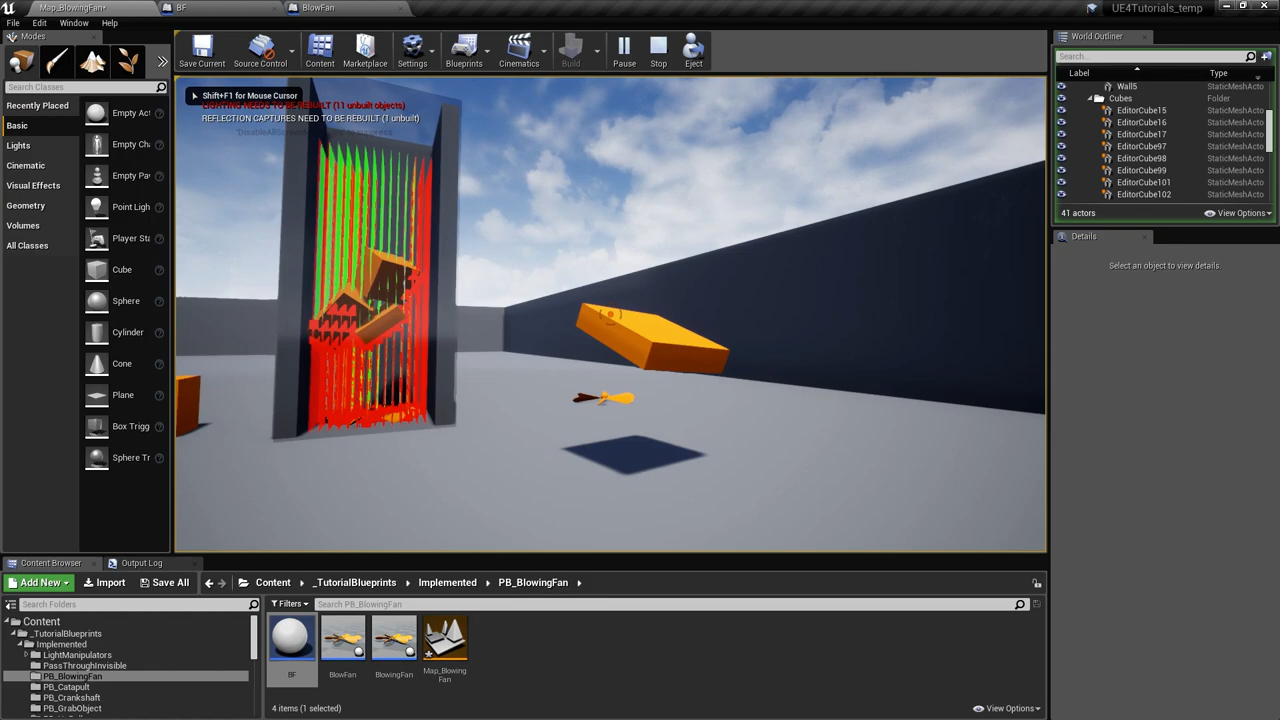 Map_BlowingFan*
BF
BlowFan
UE4Tutorials_temp
File Edit Window Help
Modes
Search Classes
Recently Placed
Basic
Lights
Cinematic
Visual Effects
Geometry
Volumes
All Classes
Empty Act
Empty Cha
Empty Pa
Point Ligh
Player Sta
Cube
Sphere
Cylinder
Cone
Plane
Box Trigg
Sphere Tr
Save Current
Source Control
Content
Marketplace
Settings
Blueprints
Cinematics
Build
Pause
Stop
Eject
Shift+F1 for Mouse Cursor
LIGHTING NEEDS TO BE REBUILT (11 unbuilt objects)
REFLECTION CAPTURES NEED TO BE REBUILT (1 unbuilt)
World Outliner
Search...
Label Type
Wall5 StaticMeshActo
Cubes Folder
EditorCube15 StaticMeshActo
EditorCube16 StaticMeshActo
EditorCube17 StaticMeshActo
EditorCube97 StaticMeshActo
EditorCube98 StaticMeshActo
EditorCube99 StaticMeshActo
EditorCube101 StaticMeshActo
EditorCube102 StaticMeshActo
41 actors View Options
Details
Select an object to view details.
Content Browser
Output Log
Add New Import Save All
Content _TutorialBlueprints Implemented PB_BlowingFan
Search Folders
Filters Search PB_BlowingFan
Content
_TutorialBlueprints
Implemented
LightManipulators
PassThroughInvisible
PB_BlowingFan
PB_Catapult
PB_Crankshaft
PB_GrabObject
BF
BlowFan
BlowingFan
Map_Blowing
Fan
4 items (1 selected) View Options